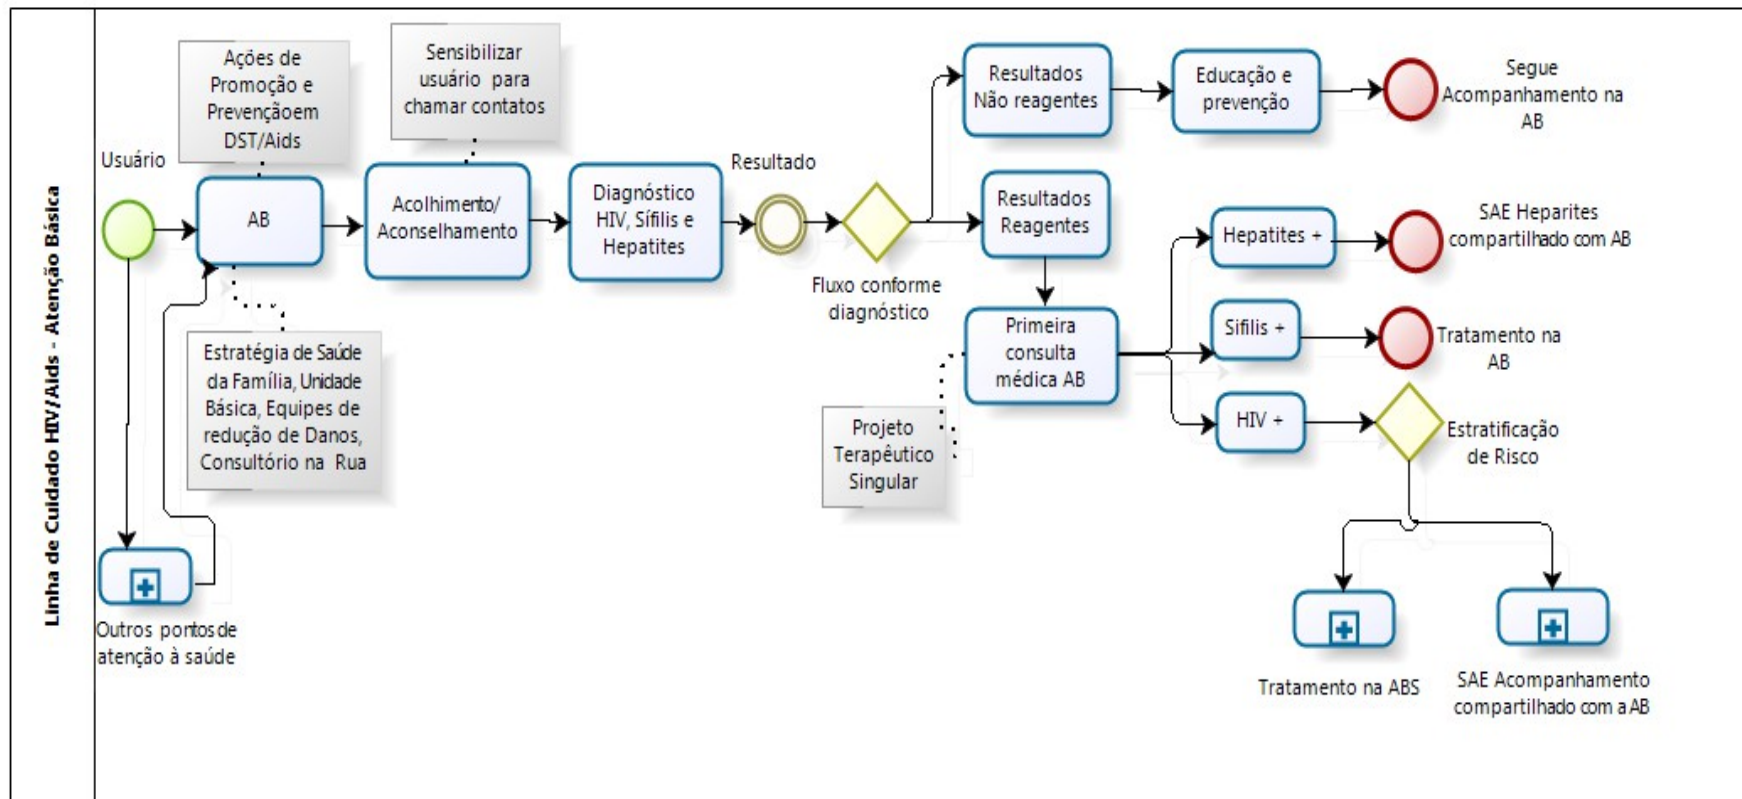 Linha de Cuidado HIV/Aids - Atenção Básica
Usuário
Ações de
Promoção e
Prevençãoem
DST/Aids
AB
Estratégia de Saúde
da Família, Unidade
Básica, Equipes de
redução de Danos,
Consultório na Rua
Outros pontos de
atenção à saúde
Sensibilizar
usuário para
chamar contatos
Acolhimento/
Aconselhamento
Diagnóstico
HIV, Sífilis e
Hepatites
Resultado
Fluxo conforme
diagnóstico
Resultados
Não reagentes
Educação e
prevenção
Segue
Acompanhamento na
AB
Resultados
Reagentes
Primeira
consulta
médica AB
Projeto
Terapêutico
Singular
Hepatites +
SAE Heparites
compartilhado com AB
Sifilis +
Tratamento na
AB
HIV +
Estratificação
de Risco
Tratamento na ABS
SAE Acompanhamento
compartilhado com a AB